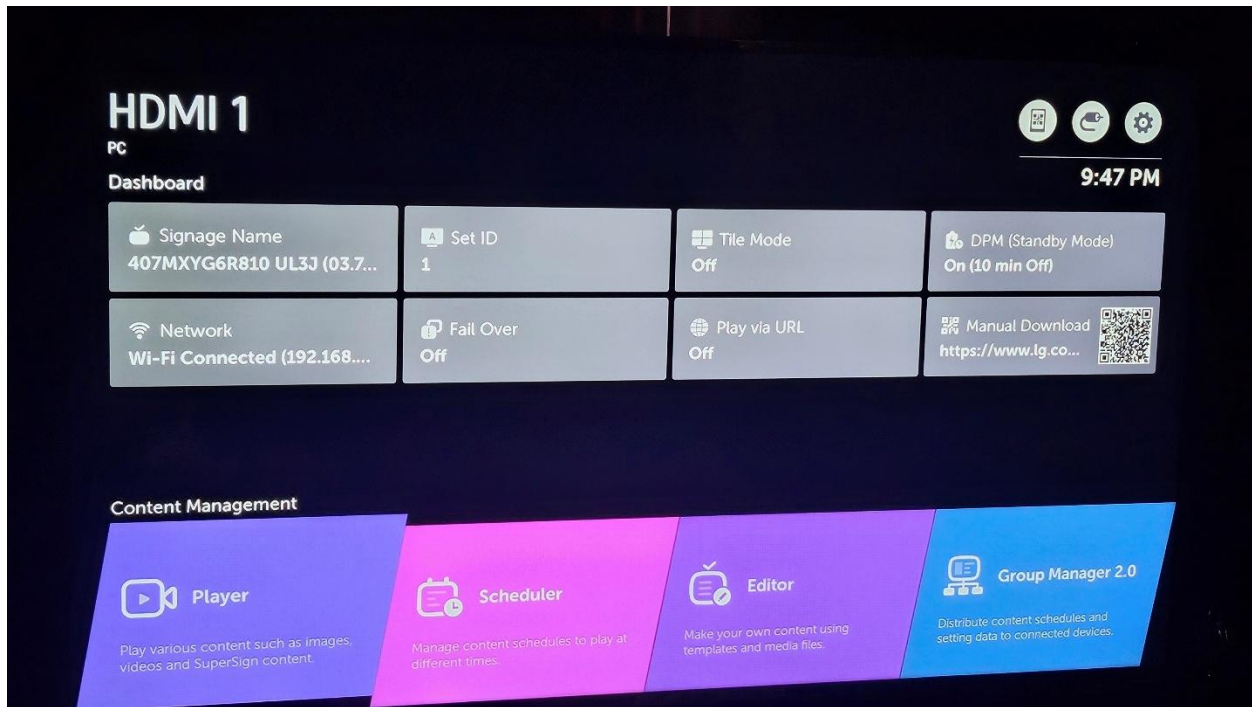 HDMI 1
PC
9:47 PM
Dashboard
Signage Name
407MXYG6R810 UL3J (03.7...
Set ID
1
Tile Mode
Off
DPM (Standby Mode)
On (10 min Off)
Network
Wi-Fi Connected (192.168....
Fail Over
Off
Play via URL
Off
Manual Download
https://www.lg.co...
Content Management
Player
Play various content such as images,
videos and SuperSign content.
Scheduler
Manage content schedules to play at
different times.
Editor
Make your own content using
templates and media files.
Group Manager 2.0
Distribute content schedules and
setting data to connected devices.